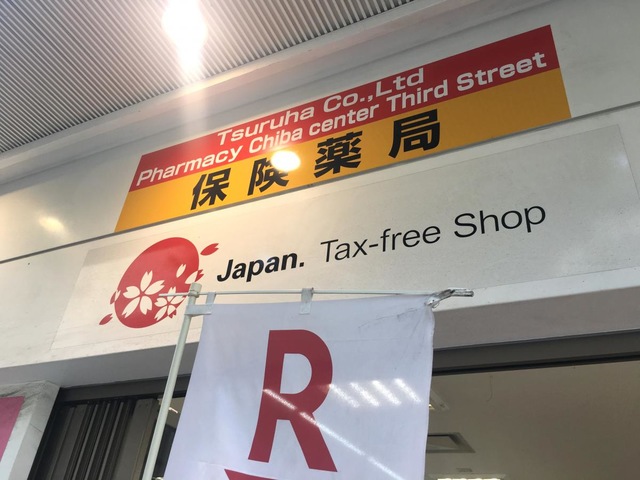 Tsuruha Co.,Ltd
Pharmacy Chiba center Third Street
保険薬局
Japan. Tax-free Shop
R